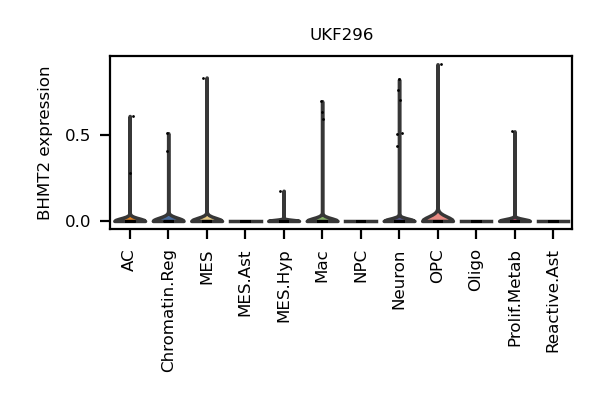 UKF296
BHMT2 expression
0.5
0.0
AC
Chromatin.Reg
MES
MES.Ast
MES.Hyp
Mac
NPC
Neuron
OPC
Oligo
Prolif.Metab
Reactive.Ast